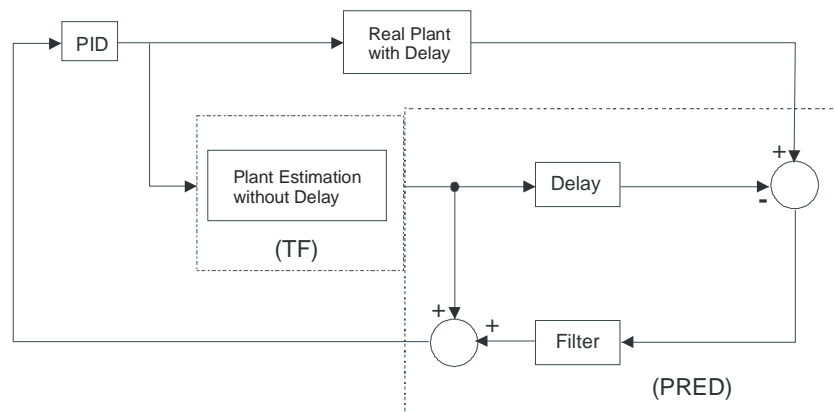 PID
Real Plant
with Delay
+
Plant Estimation
without Delay
(TF)
Delay
-
+
+
Filter
(PRED)